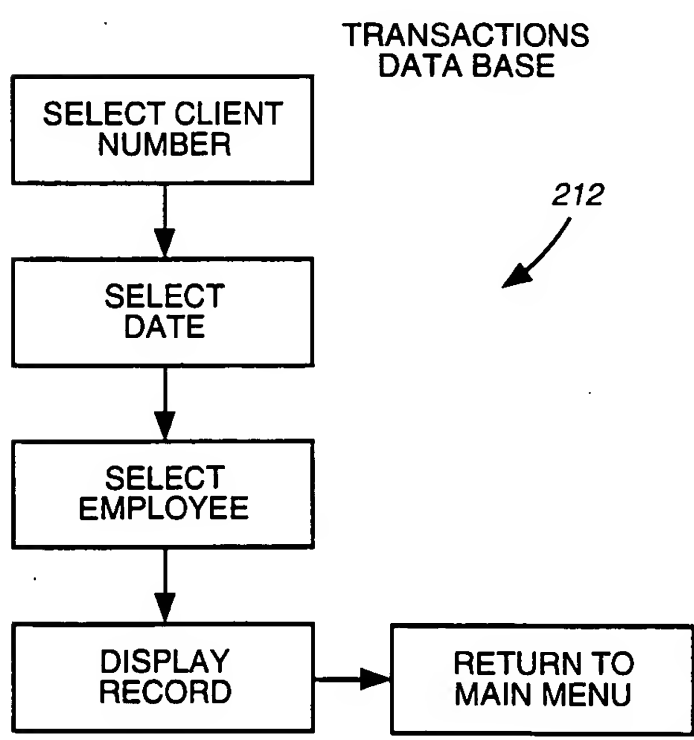 TRANSACTIONS
DATA BASE
SELECT CLIENT
NUMBER
212
SELECT
DATE
SELECT
EMPLOYEE
DISPLAY
RECORD
RETURN TO
MAIN MENU